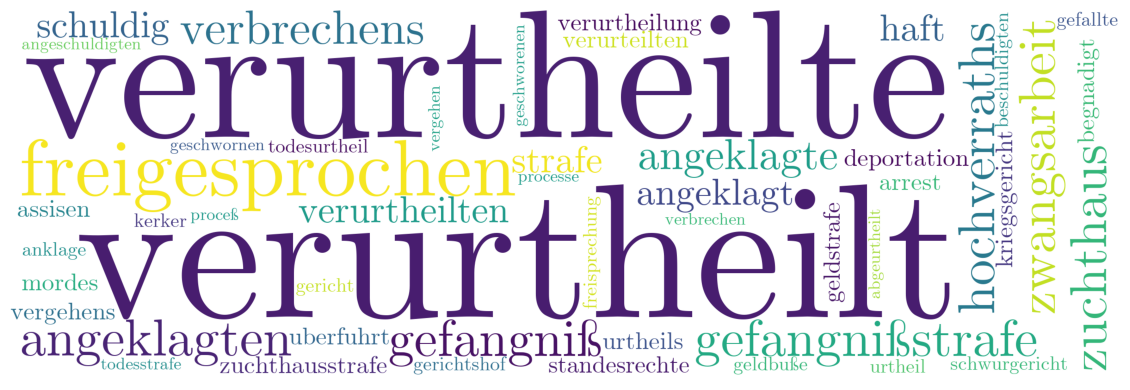 schuldig
verbrechens
verurtheilung
haft
gefallte
angeschuldigten
verurteilten
verurtheilte
vergehen
geschworenen
hochverraths
beschuldigten
zwangsarbeit
begnadigt
geschwornen
todesurtheil
freigesprochen
strafe
angeklagte
deportation
kriegsgericht
zuchthaus
processe
angeklagt
arrest
assisen
kerker
proceß
verurtheilten
verbrechen
verurtheilt
anklage
freisprechung
geldstrafe
abgeurtheilt
mordes
gericht
vergehens
angeklagten
uberfuhrt
gefangniß
urtheils
gefangnißstrafe
todesstrafe
zuchthausstrafe
gerichtshof
standesrechte
geldbuße
urtheil
schwurgericht